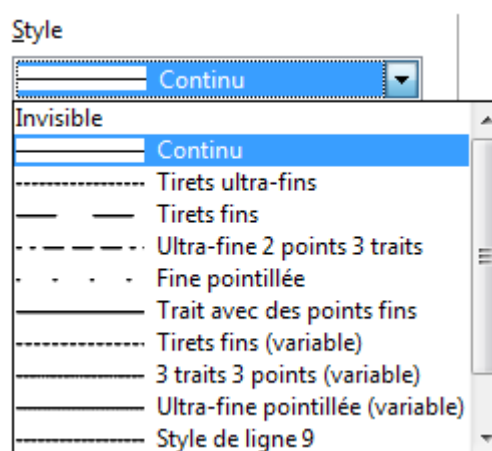 Style
Continu
Invisible
Continu
Tirets ultra-fins
Tirets fins
Ultra-fine 2 points 3 traits
Fine pointillée
Trait avec des points fins
Tirets fins (variable)
3 traits 3 points (variable)
Ultra-fine pointillée (variable)
Style de ligne 9